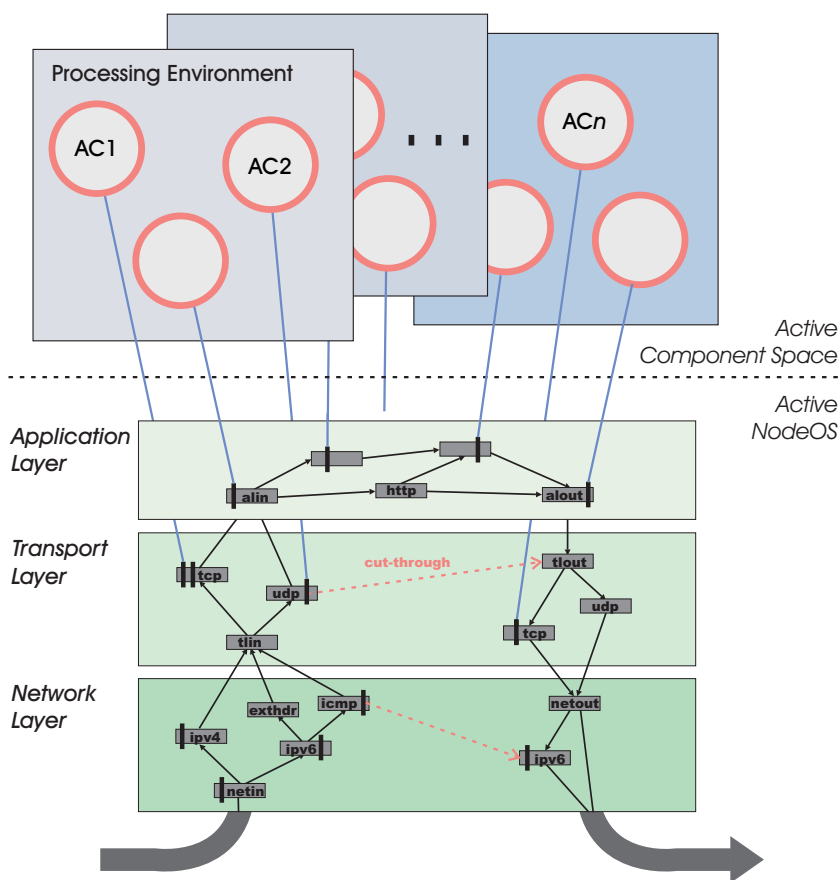 Processing Environment
AC1
AC2
ACn
Active
Component Space
Active
NodeOS
Application
Layer
alin
http
alout
Transport
Layer
tcp
udp
cut-through
tlout
udp
tcp
tlin
Network
Layer
icmp
exthdr
netout
ipv4
ipv6
ipv6
netin